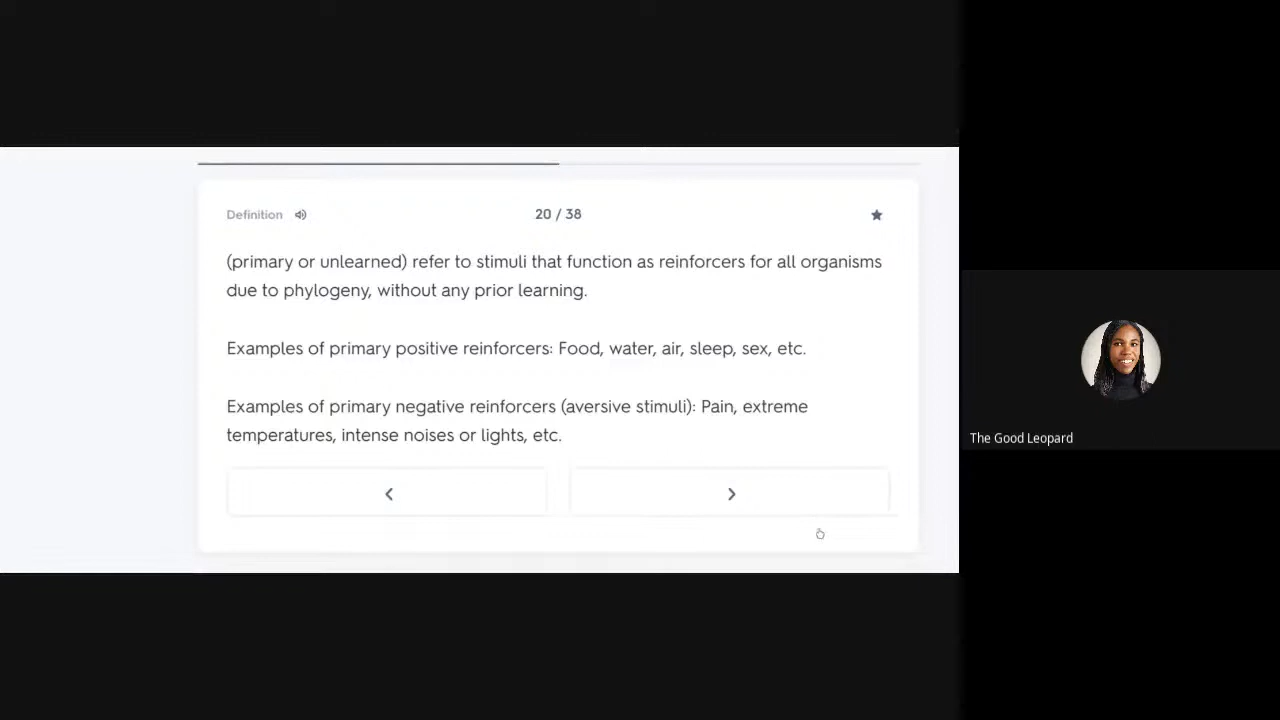 Definition
20 / 38
(primary or unlearned) refer to stimuli that function as reinforcers for all organisms
due to phylogeny, without any prior learning.
Examples of primary positive reinforcers: Food, water, air, sleep, sex, etc.
Examples of primary negative reinforcers (aversive stimuli): Pain, extreme
temperatures, intense noises or lights, etc.
The Good Leopard